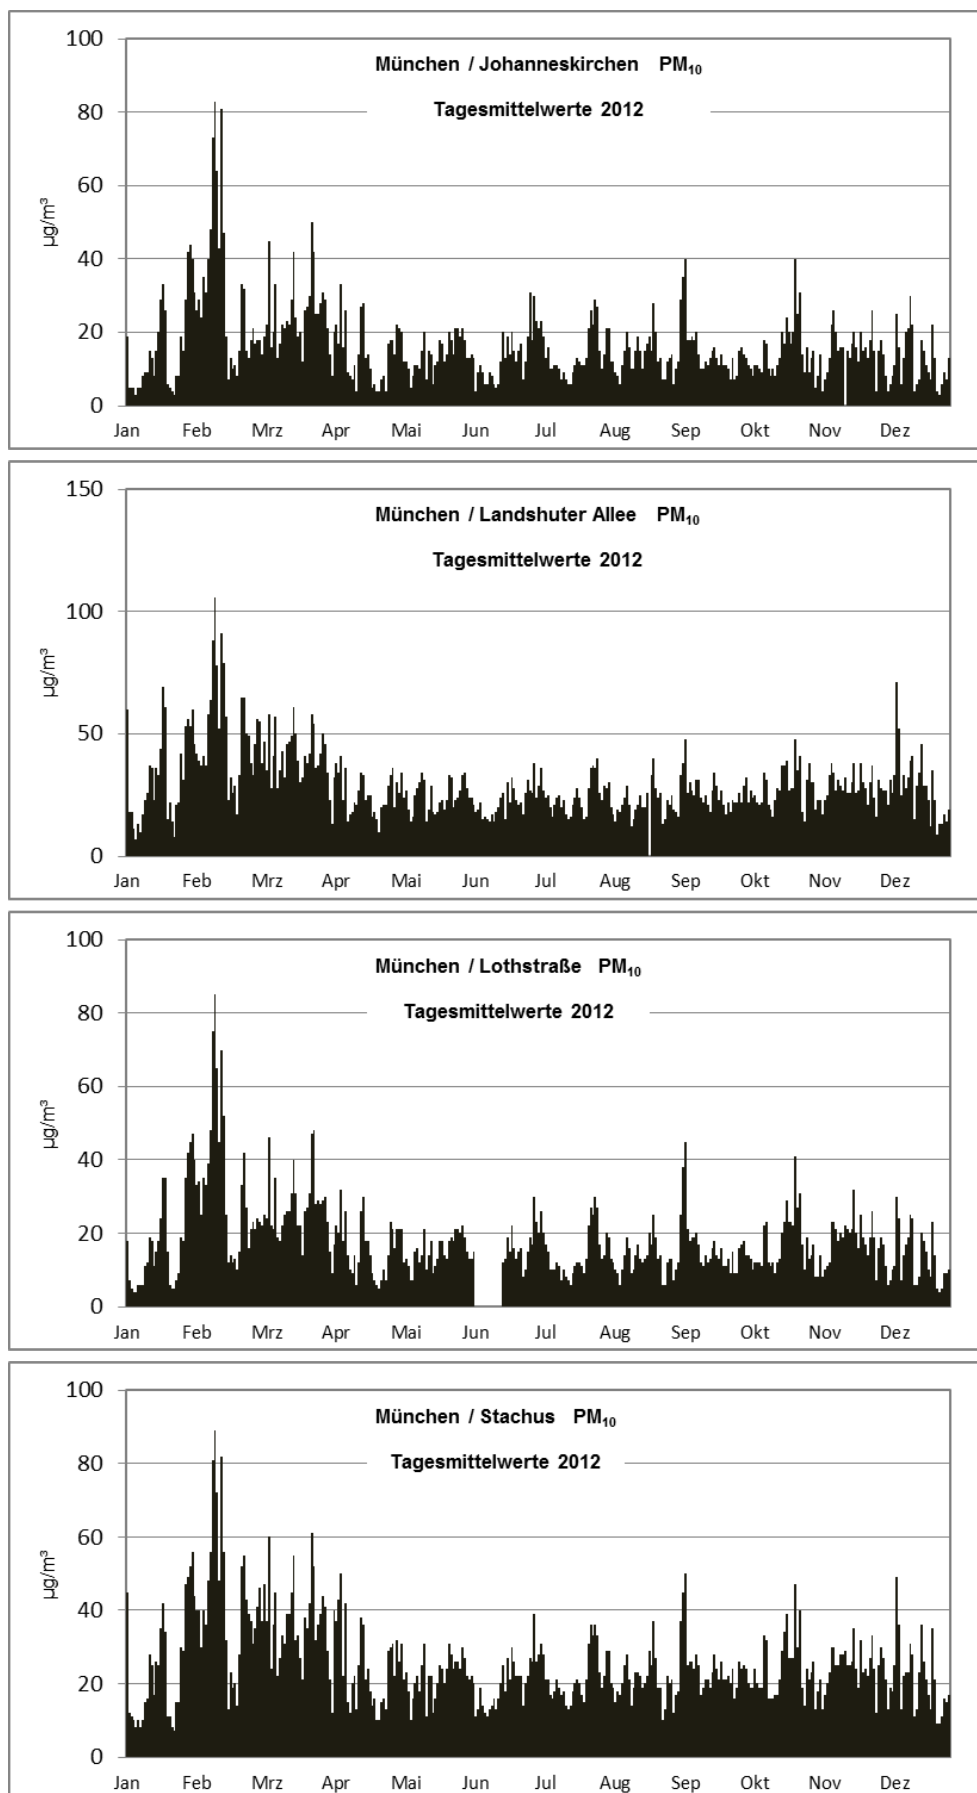 München / Johanneskirchen PM₁₀
Tagesmittelwerte 2012
µg/m³
100
80
60
40
20
0
Jan Feb Mrz Apr Mai Jun Jul Aug Sep Okt Nov Dez
München / Landshuter Allee PM₁₀
Tagesmittelwerte 2012
µg/m³
150
100
50
0
Jan Feb Mrz Apr Mai Jun Jul Aug Sep Okt Nov Dez
München / Lothstraße PM₁₀
Tagesmittelwerte 2012
µg/m³
100
80
60
40
20
0
Jan Feb Mrz Apr Mai Jun Jul Aug Sep Okt Nov Dez
München / Stachus PM₁₀
Tagesmittelwerte 2012
µg/m³
100
80
60
40
20
0
Jan Feb Mrz Apr Mai Jun Jul Aug Sep Okt Nov Dez